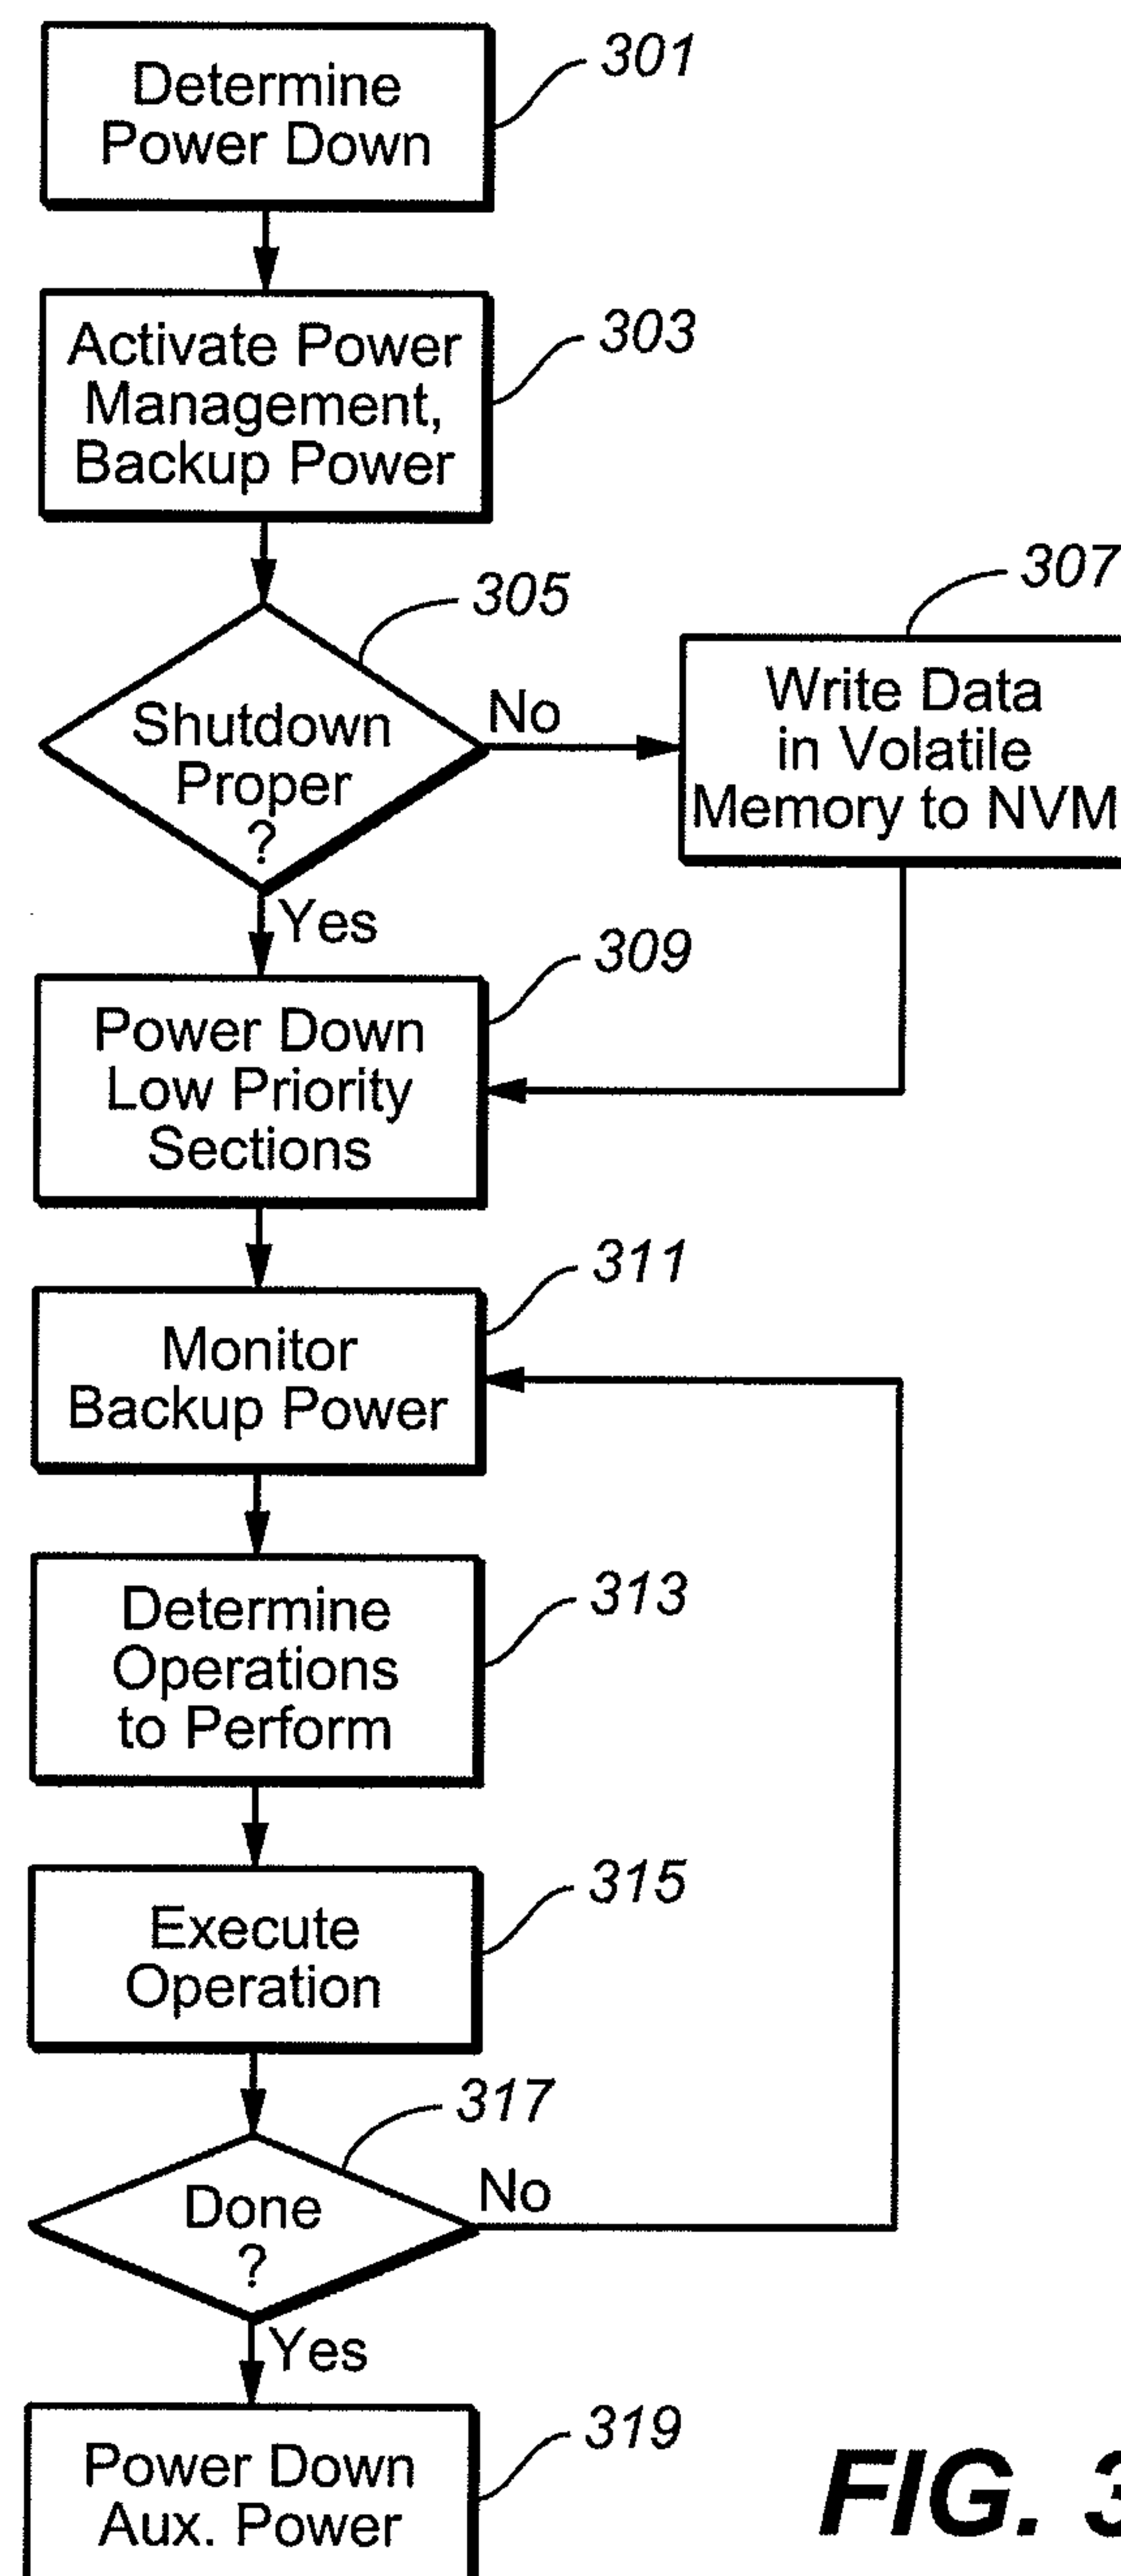 Determine
Power Down
301
Activate Power
Management,
Backup Power
303
Shutdown
Proper
?
305
No
Write Data
in Volatile
Memory to NVM
307
Yes
Power Down
Low Priority
Sections
309
Monitor
Backup Power
311
Determine
Operations
to Perform
313
Execute
Operation
315
Done
?
317
No
Yes
Power Down
Aux. Power
319
FIG. 3